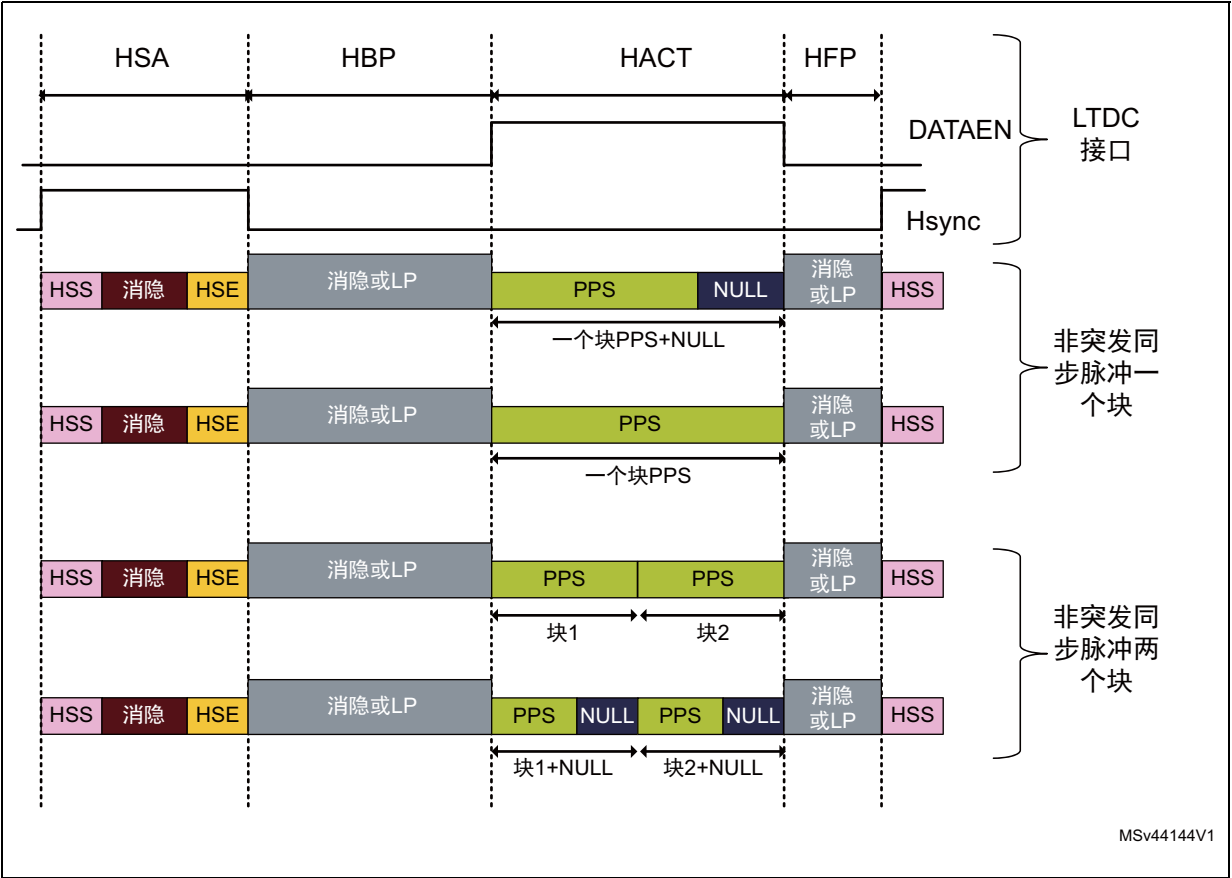 HSA HBP HACT HFP
DATAEN
LTDC
接口
Hsync
HSS 消隐 HSE 消隐或LP PPS NULL 消隐
或LP HSS
一个块PPS+NULL
非突发同
步脉冲一
个块
HSS 消隐 HSE 消隐或LP PPS 消隐
或LP HSS
一个块PPS
HSS 消隐 HSE 消隐或LP PPS PPS 消隐
或LP HSS
块1 块2
非突发同
步脉冲两
个块
HSS 消隐 HSE 消隐或LP PPS NULL PPS NULL 消隐
或LP HSS
块1+NULL 块2+NULL
MSv44144V1